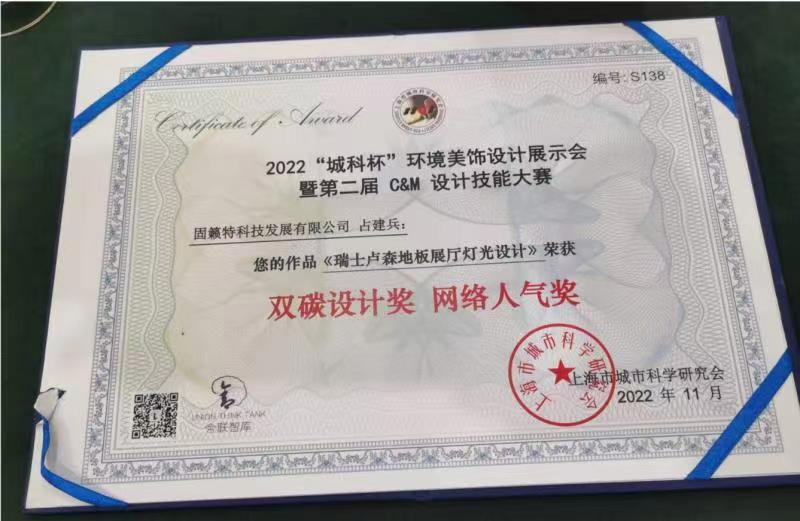 编号: S138
Certificate of Award
2022“城科杯”环境美饰设计展示会
暨第二届 C&M 设计技能大赛
固籁特科技发展有限公司 占建兵:
您的作品《瑞士卢森地板展厅灯光设计》荣获
双碳设计奖 网络人气奖
上海市城市科学研究会
上海市城市科学研究会
2022 年 11 月
UNION THINK TANK
舍联智库